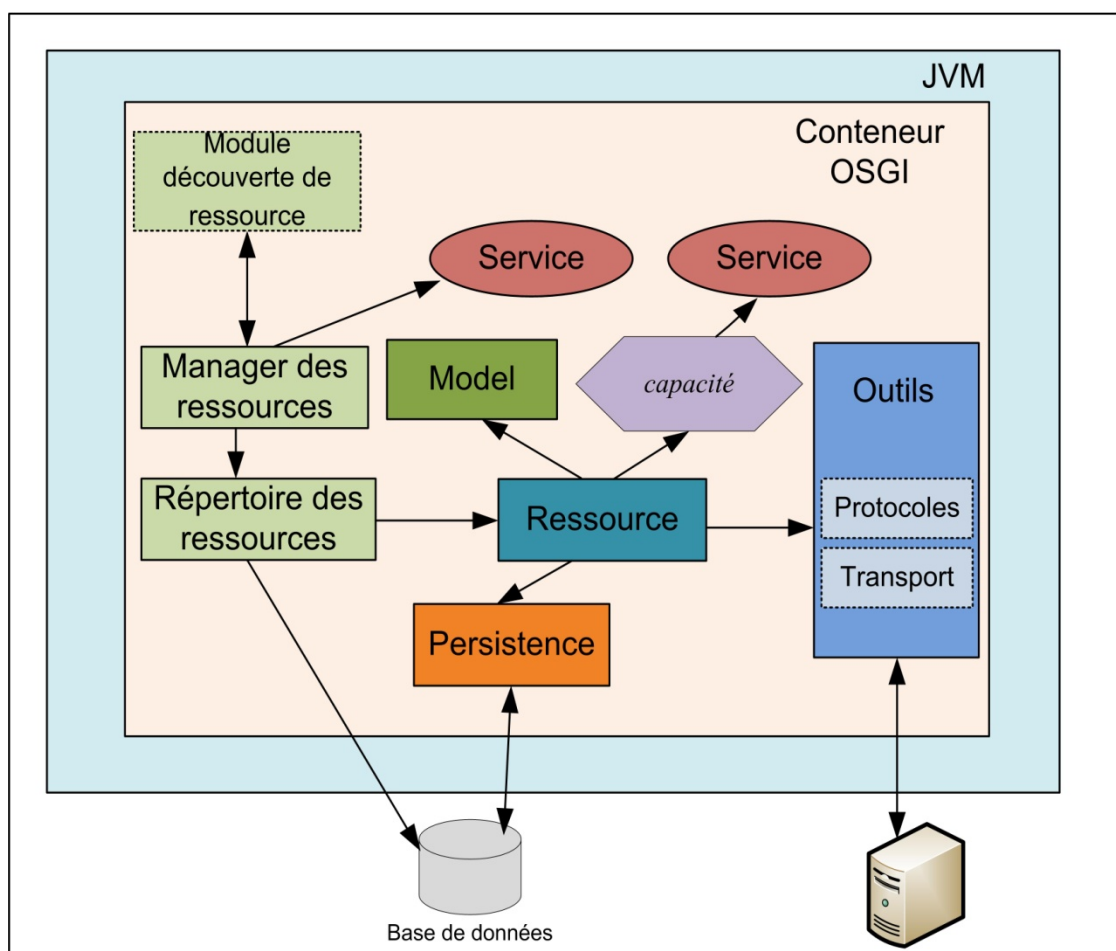 JVM
Conteneur
OSGI
Module
découverte de
ressource
Service
Service
Manager des
ressources
Model
capacité
Outils
Répertoire des
ressources
Ressource
Protocoles
Transport
Persistence
Base de données